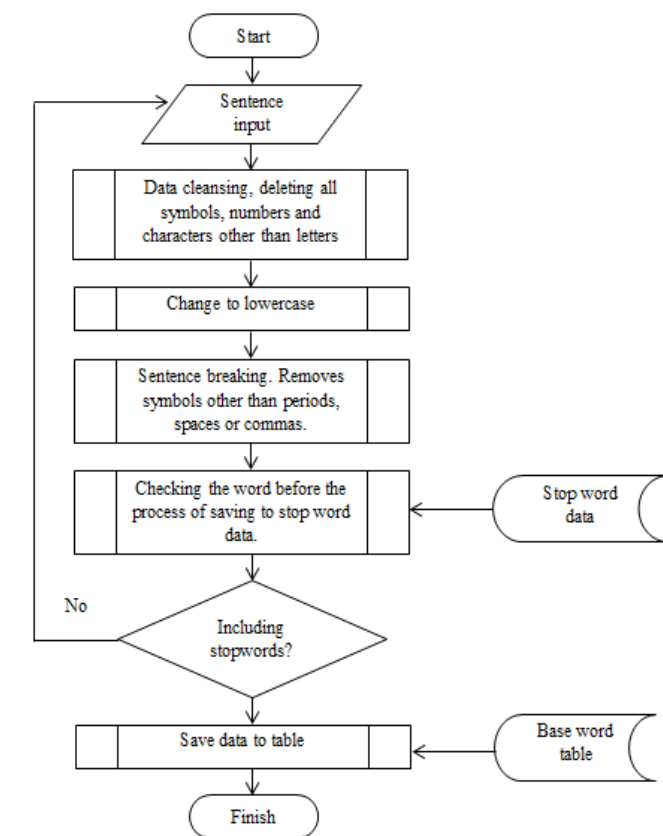 Start
Sentence
input
Data cleansing, deleting all
symbols, numbers and
characters other than letters
Change to lowercase
Sentence breaking. Removes
symbols other than periods,
spaces or commas.
Checking the word before the
process of saving to stop word
data.
Stop word
data
No
Including
stopwords?
Save data to table
Base word
table
Finish